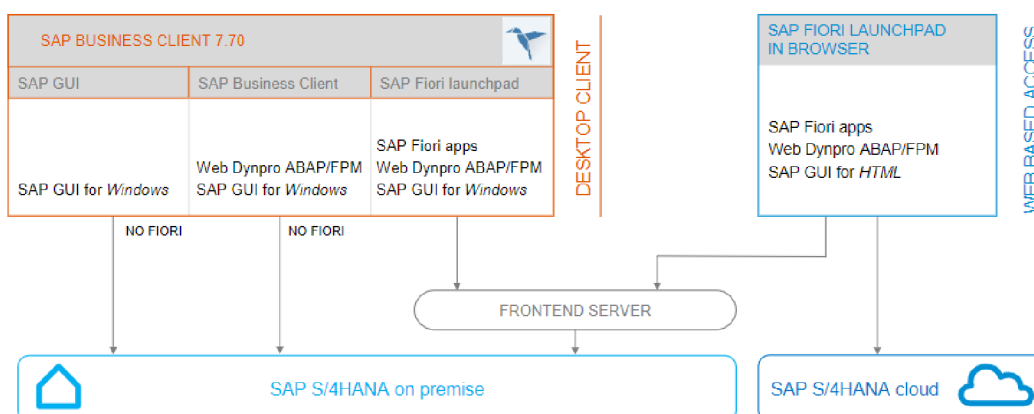 SAP BUSINESS CLIENT 7.70
SAP GUI
SAP Business Client
SAP Fiori launchpad
SAP GUI for Windows
Web Dynpro ABAP/FPM
SAP GUI for Windows
SAP Fiori apps
Web Dynpro ABAP/FPM
SAP GUI for Windows
DESKTOP CLIENT
SAP FIORI LAUNCHPAD
IN BROWSER
SAP Fiori apps
Web Dynpro ABAP/FPM
SAP GUI for HTML
WEB BASED ACCESS
NO FIORI
NO FIORI
FRONTEND SERVER
SAP S/4HANA on premise
SAP S/4HANA cloud